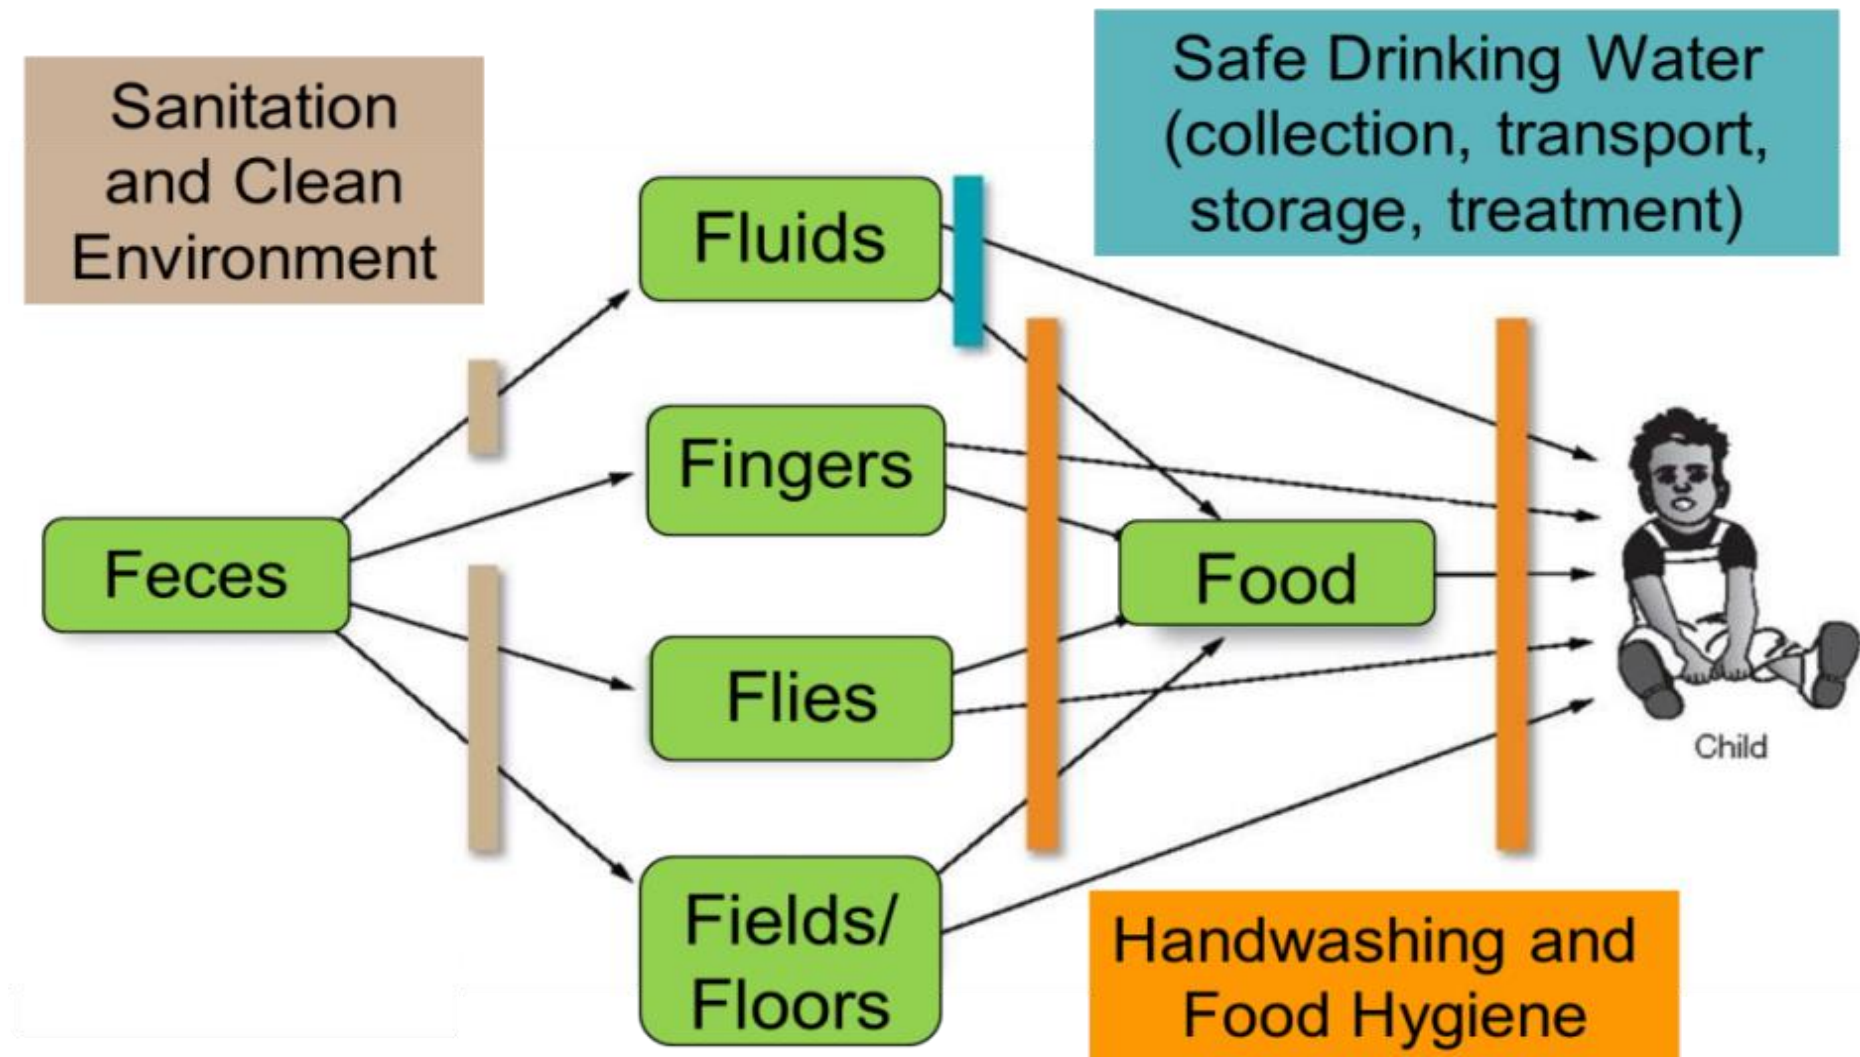 Sanitation
and Clean
Environment
Safe Drinking Water
(collection, transport,
storage, treatment)
Fluids
Fingers
Feces
Food
Flies
Child
Fields/
Floors
Handwashing and
Food Hygiene